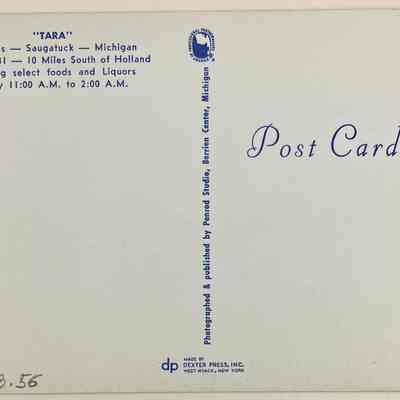 "TARA"
s — Saugatuck — Michigan
31 — 10 Miles South of Holland
g select foods and Liquors
y 11:00 A.M. to 2:00 A.M.
Photographed & published by Penrod Studio, Berrien Center, Michigan
Post Card
dp MADE BY
DEXTER PRESS, INC.
WEST NYACK, NEW YORK
3.56